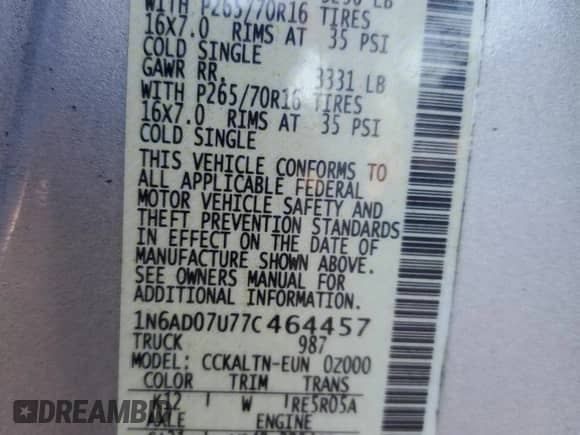 WITH P265/70R16 TIRES
16X7.0 RIMS AT 35 PSI
COLD SINGLE
GAWR RR. 3331 LB
WITH P265/70R16 TIRES
16X7.0 RIMS AT 35 PSI
COLD SINGLE
THIS VEHICLE CONFORMS TO
ALL APPLICABLE FEDERAL
MOTOR VEHICLE SAFETY AND
THEFT PREVENTION STANDARDS
IN EFFECT ON THE DATE OF
MANUFACTURE SHOWN ABOVE.
SEE OWNERS MANUAL FOR
ADDITIONAL INFORMATION.
1N6AD07U77C464457
TRUCK 987
MODEL: CCKALTN-EUN 0Z000
COLOR TRIM TRANS
K12 W RE5R05A
AXLE ENGINE
DREAMBID